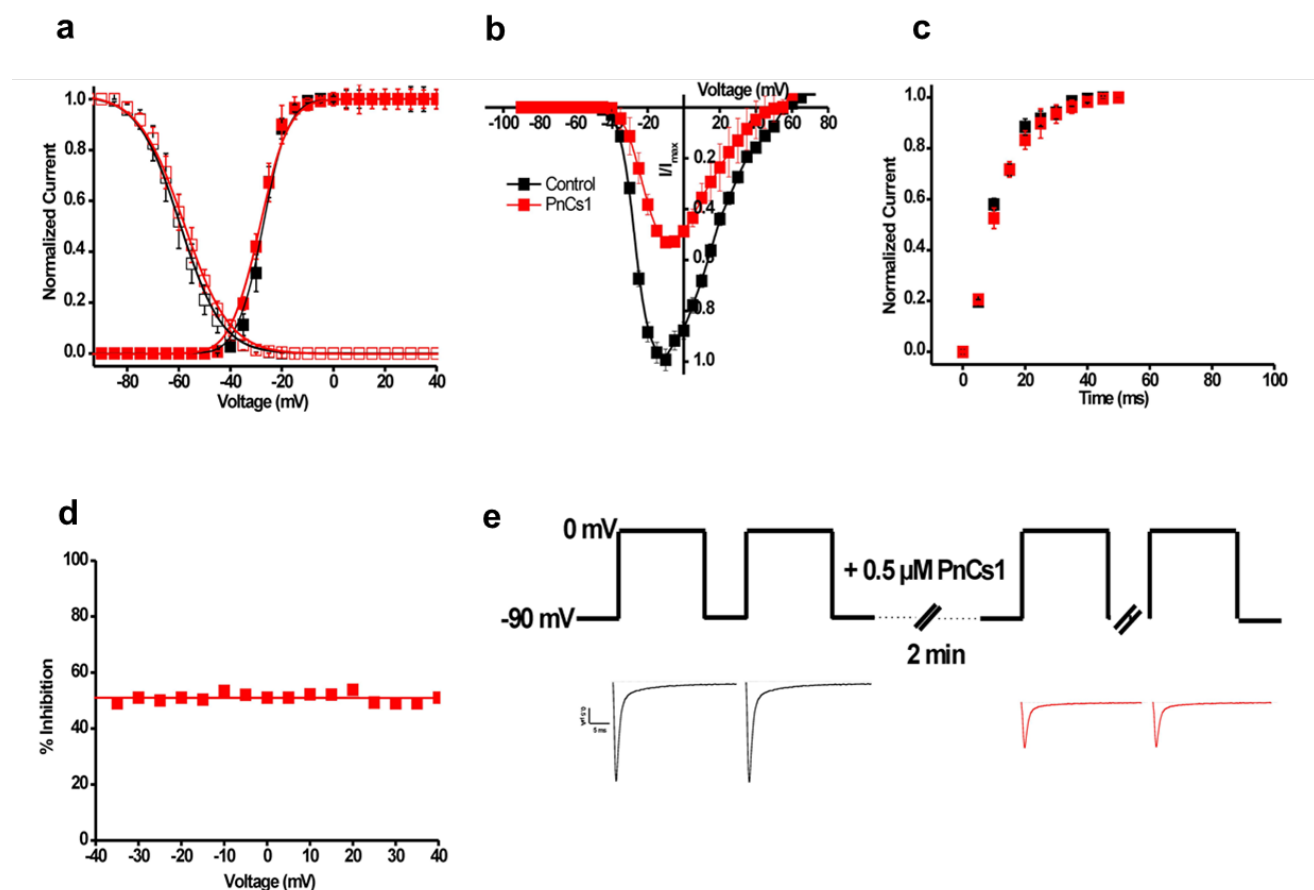 a
b
c
Normalized Current
1.0
0.8
0.6
0.4
0.2
0.0
-80
-60
-40
-20
0
20
40
Voltage (mV)
Voltage (mV)
-100
-80
-60
-40
-20
20
40
60
80
I/Imax
0.2
0.4
0.6
0.8
1.0
Control
PnCs1
Normalized Current
1.0
0.8
0.6
0.4
0.2
0.0
0
20
40
60
80
100
Time (ms)
d
e
% Inhibition
100
80
60
40
20
0
-40
-30
-20
-10
0
10
20
30
40
Voltage (mV)
0 mV
-90 mV
+ 0.5 µM PnCs1
2 min
0.5 µA
5 ms